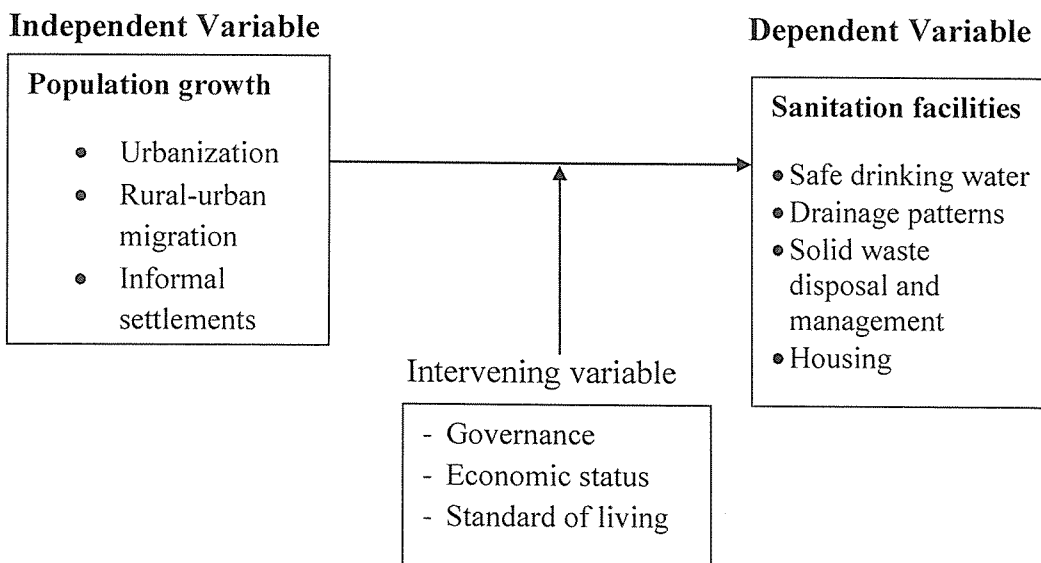 Independent Variable
Population growth
• Urbanization
• Rural-urban
migration
• Informal
settlements
Dependent Variable
Sanitation facilities
• Safe drinking water
• Drainage patterns
• Solid waste
disposal and
management
• Housing
Intervening variable
- Governance
- Economic status
- Standard of living